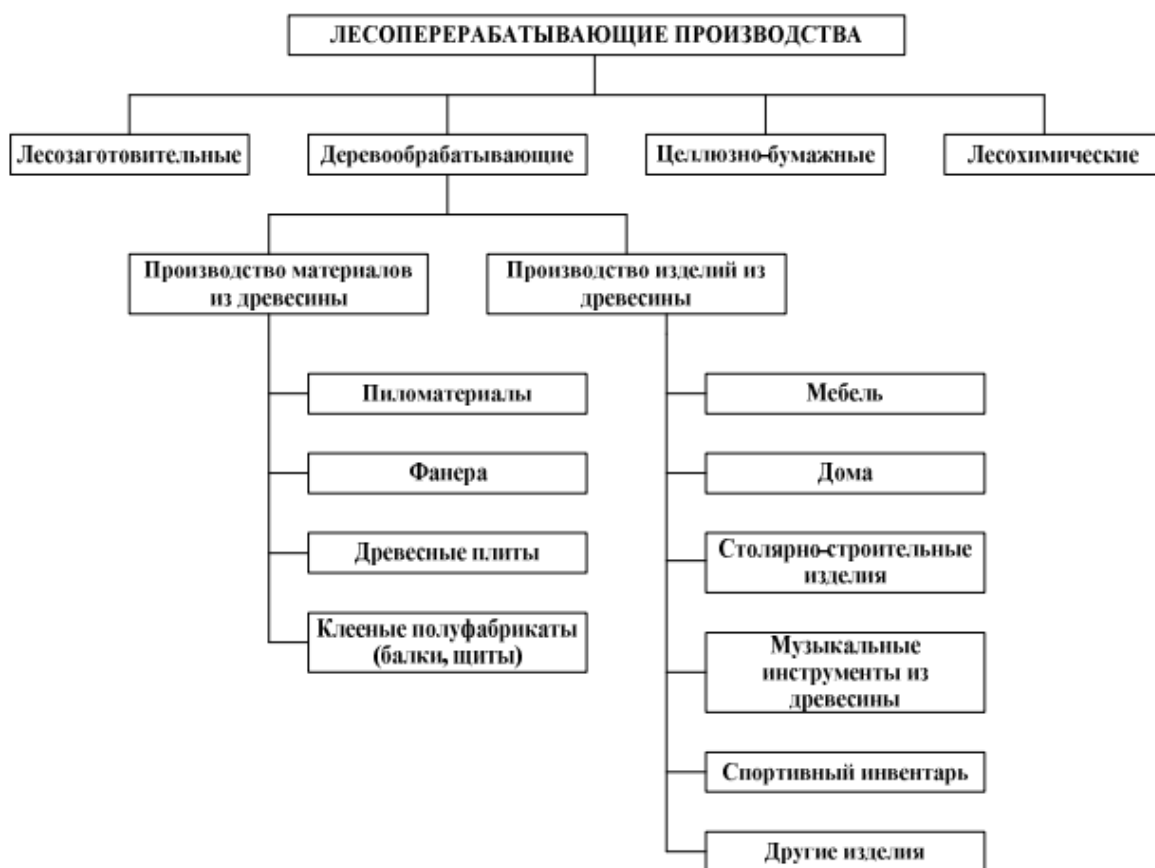 ЛЕСОПЕРЕРАБАТЫВАЮЩИЕ ПРОИЗВОДСТВА
Лесозаготовительные
Деревообрабатывающие
Целлюзно-бумажные
Лесохимические
Производство материалов
из древесины
Производство изделий из
древесины
Пиломатериалы
Фанера
Древесные плиты
Клееные полуфабрикаты
(балки, щиты)
Мебель
Дома
Столярно-строительные
изделия
Музыкальные
инструменты из
древесины
Спортивный инвентарь
Другие изделия